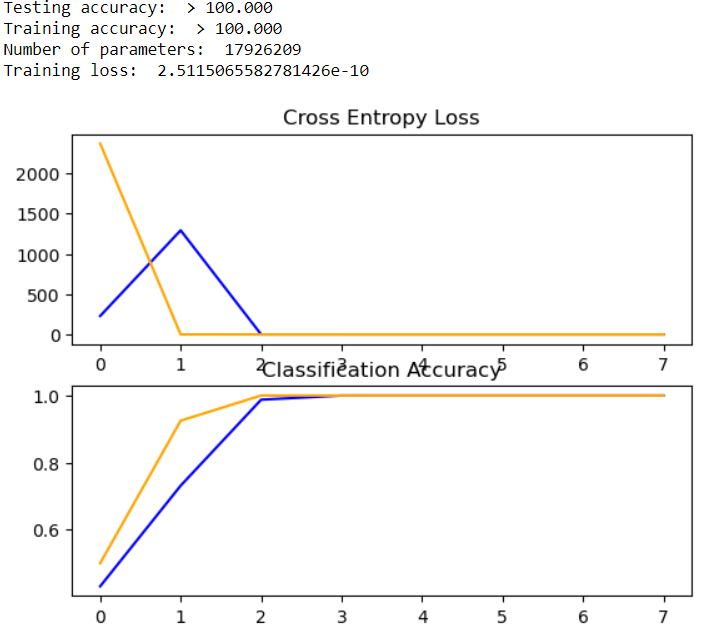 Testing accuracy:  > 100.000
Training accuracy:  > 100.000
Number of parameters:  17926209
Training loss:  2.5115065582781426e-10
Cross Entropy Loss
2000
1500
1000
500
0
0 1 2 3 4 5 6 7
Classification Accuracy
1.0
0.8
0.6
0 1 2 3 4 5 6 7